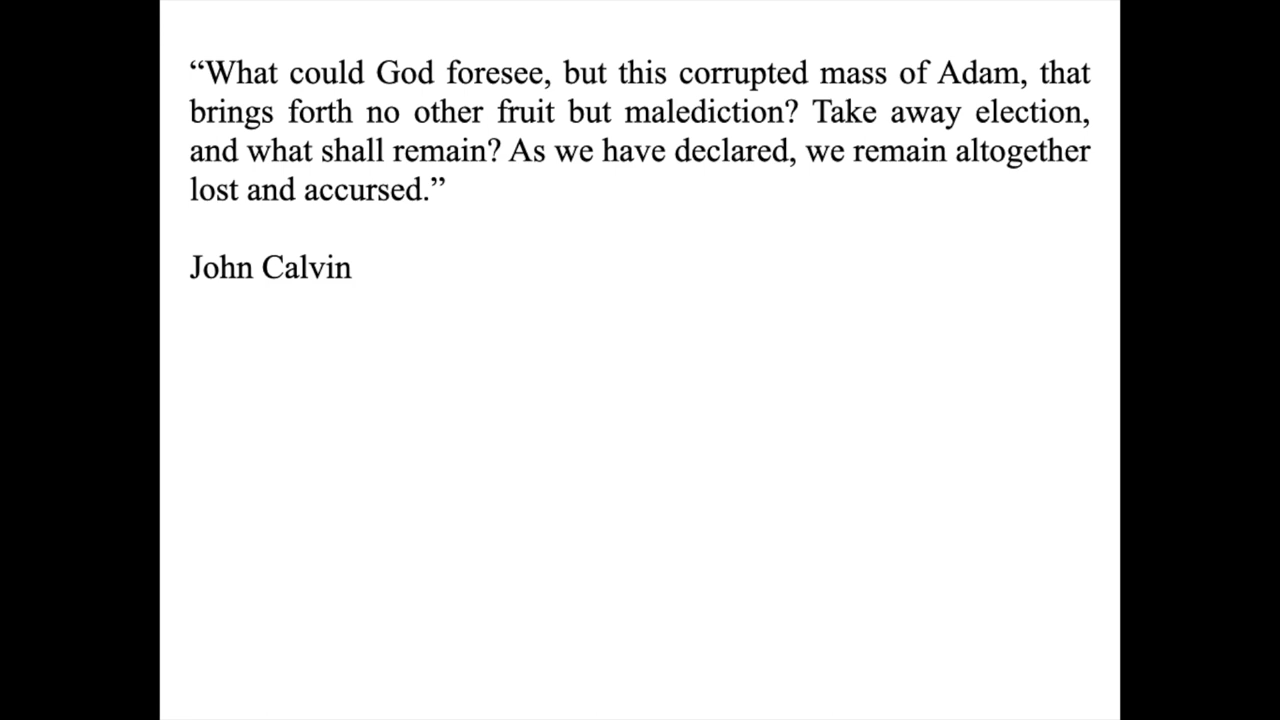 “What could God foresee, but this corrupted mass of Adam, that
brings forth no other fruit but malediction? Take away election,
and what shall remain? As we have declared, we remain altogether
lost and accursed.”
John Calvin